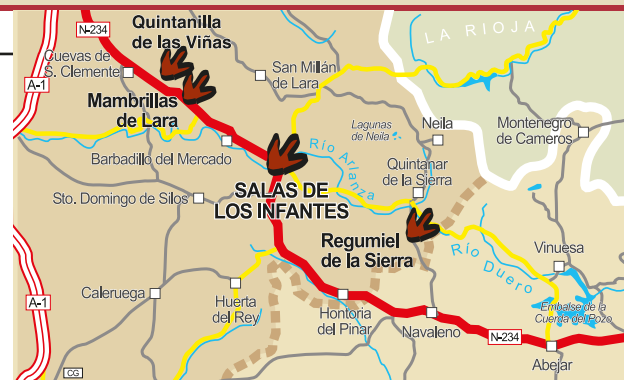 Quintanilla
de las Viñas
N-234
LA RIOJA
Cuevas de
S. Clemente
San Millán
de Lara
A-1
Mambrillas
de Lara
Lagunas
de Neila
Neila
Montenegro
de Cameros
Río Arlanza
Barbadillo del Mercado
Quintanar
de la Sierra
SALAS DE
LOS INFANTES
Sto. Domingo de Silos
Regumiel
de la Sierra
Río Duero
Vinuesa
Caleruega
A-1
Huerta
del Rey
Hontoria
del Pinar
Navaleno
Embalse de la
Cuerda del Pozo
N-234
Abejar
CG